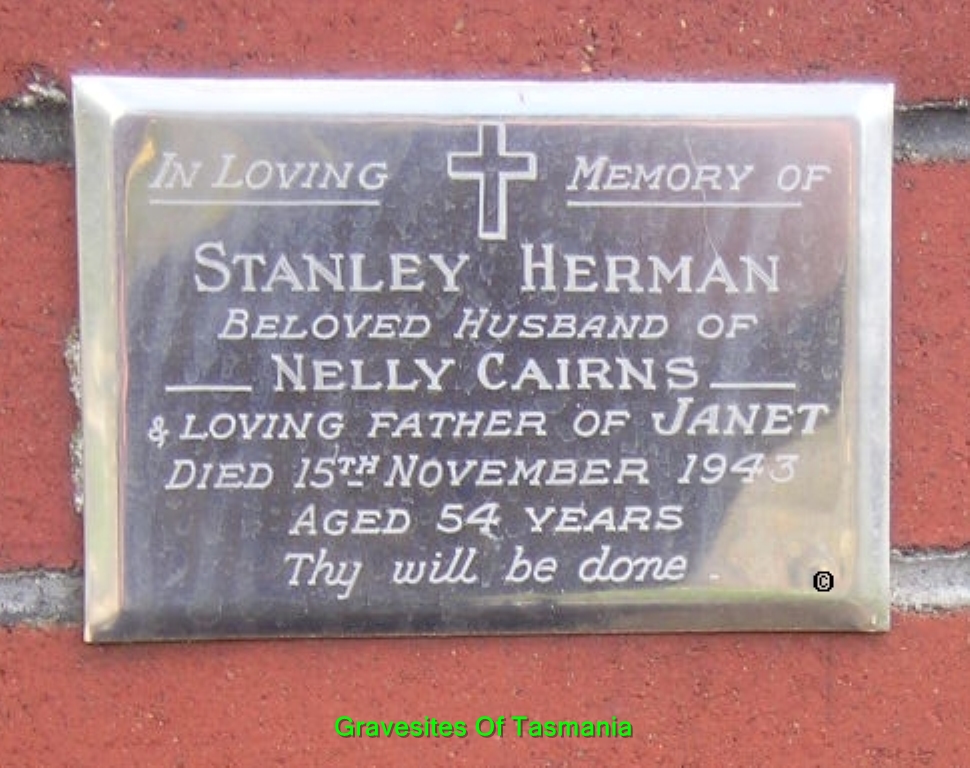 In Loving Memory of
Stanley Herman
Beloved Husband of
Nelly Cairns
& Loving Father of Janet
Died 15TH November 1943
Aged 54 years
Thy will be done.
©
Gravesites Of Tasmania